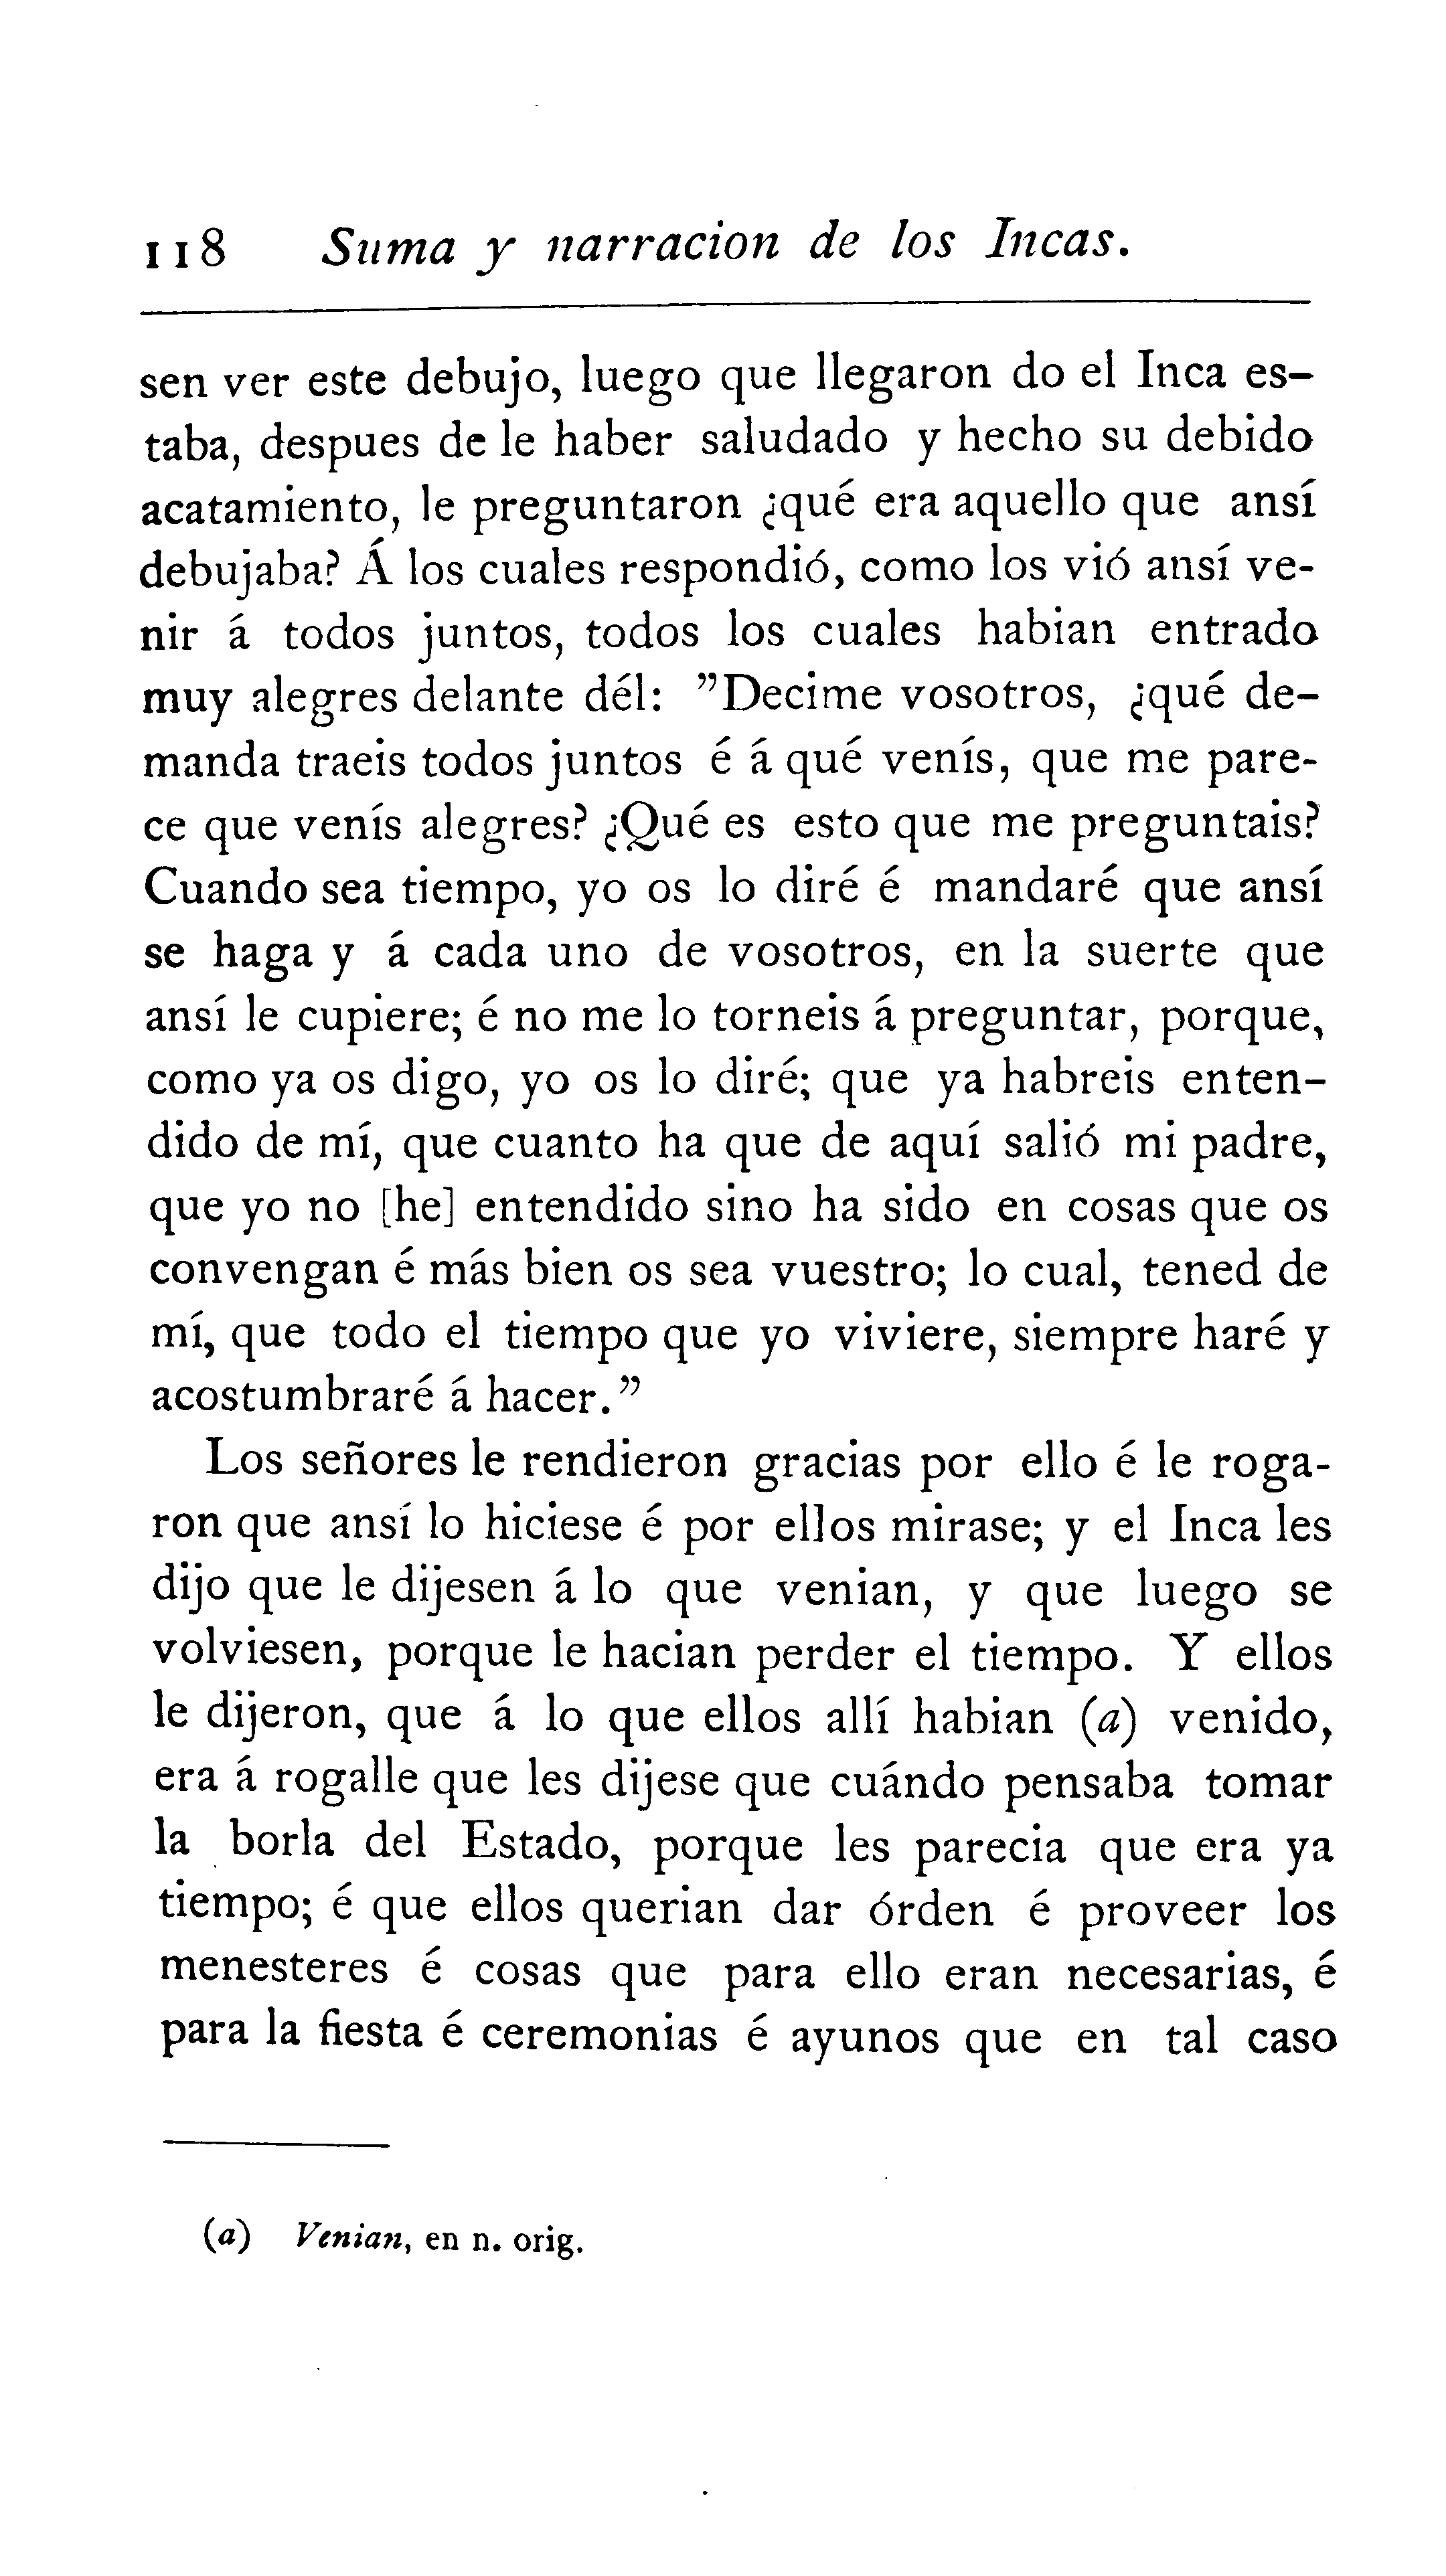 118 Suma y narracion de los Incas.
sen ver este debujo, luego que llegaron do el Inca es-
taba, despues de le haber saludado y hecho su debido
acatamiento, le preguntaron ¿qué era aquello que ansí
debujaba? Á los cuales respondió, como los vió ansí ve-
nir á todos juntos, todos los cuales habian entrado
muy alegres delante dél: ”Decime vosotros, ¿qué de-
manda traeis todos juntos é á qué venís, que me pare-
ce que venís alegres? ¿Qué es esto que me preguntais?
Cuando sea tiempo, yo os lo diré é mandaré que ansí
se haga y á cada uno de vosotros, en la suerte que
ansí le cupiere; é no me lo torneis á preguntar, porque,
como ya os digo, yo os lo diré; que ya habreis enten-
dido de mí, que cuanto ha que de aquí salió mi padre,
que yo no [he] entendido sino ha sido en cosas que os
convengan é más bien os sea vuestro; lo cual, tened de
mí, que todo el tiempo que yo viviere, siempre haré y
acostumbraré á hacer.”
Los señores le rendieron gracias por ello é le roga-
ron que ansí lo hiciese é por ellos mirase; y el Inca les
dijo que le dijesen á lo que venian, y que luego se
volviesen, porque le hacian perder el tiempo. Y ellos
le dijeron, que á lo que ellos allí habian (a) venido,
era á rogalle que les dijese que cuándo pensaba tomar
la borla del Estado, porque les parecia que era ya
tiempo; é que ellos querian dar órden é proveer los
menesteres é cosas que para ello eran necesarias, é
para la fiesta é ceremonias é ayunos que en tal caso
(a) Venian, en n. orig.